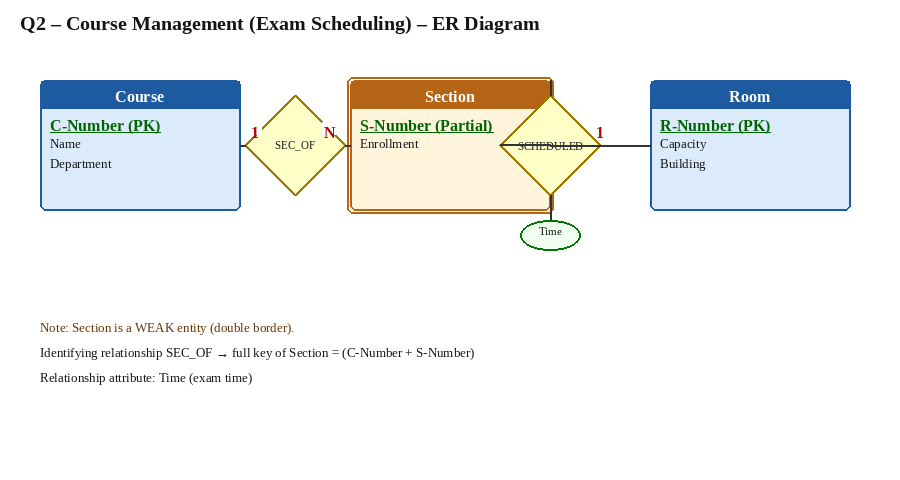 Q2 – Course Management (Exam Scheduling) – ER Diagram
Course
C-Number (PK)
Name
Department
1
SEC_OF
N
Section
S-Number (Partial)
Enrollment
SCHEDULED
1
Time
Room
R-Number (PK)
Capacity
Building
Note: Section is a WEAK entity (double border).
Identifying relationship SEC_OF → full key of Section = (C-Number + S-Number)
Relationship attribute: Time (exam time)